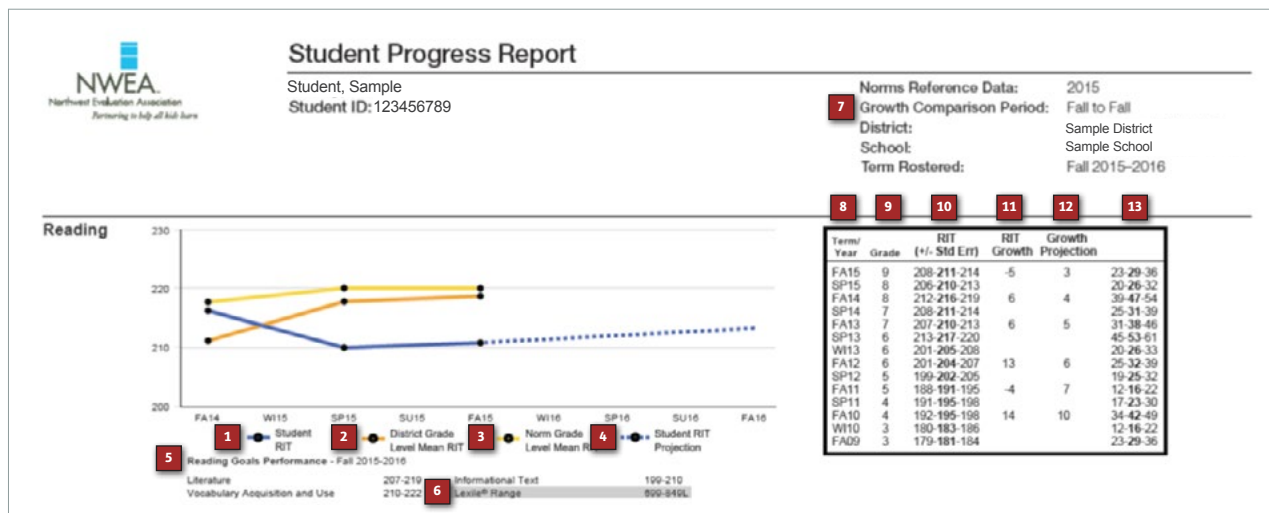 NWEA
Northwest Evaluation Association
Partnering to help all kids learn
Student Progress Report
Student, Sample
Student ID: 123456789
Norms Reference Data: 2015
7 Growth Comparison Period: Fall to Fall
District: Sample District
School: Sample School
Term Rostered: Fall 2015–2016
Reading
230
220
210
200
FA14 WI15 SP15 SU15 FA15 WI16 SP16 SU16 FA16
1 Student RIT
2 District Grade Level Mean RIT
3 Norm Grade Level Mean
4 Student RIT Projection
5 Reading Goals Performance - Fall 2015-2016
Literature 207-219
Vocabulary Acquisition and Use 210-222
Informational Text 199-210
6 Lexile® Range
8 9 10 11 12 13
Term/Year Grade RIT (+/- Std Err) RIT Growth Growth Projection
FA15 9 208-211-214 -5 3 23-29-36
SP15 8 206-210-213 20-26-32
FA14 8 212-216-219 6 4 39-47-54
SP14 7 208-211-214 25-31-39
FA13 7 207-210-213 6 5 31-38-46
SP13 6 213-217-220 45-53-61
WI13 6 201-205-208 20-26-33
FA12 6 201-204-207 13 6 25-32-39
SP12 5 199-202-205 19-25-32
FA11 5 188-191-195 -4 7 12-16-22
SP11 4 191-195-198 17-23-30
FA10 4 192-195-198 14 10 34-42-49
WI10 3 180-183-186 12-16-22
FA09 3 179-181-184 23-29-36